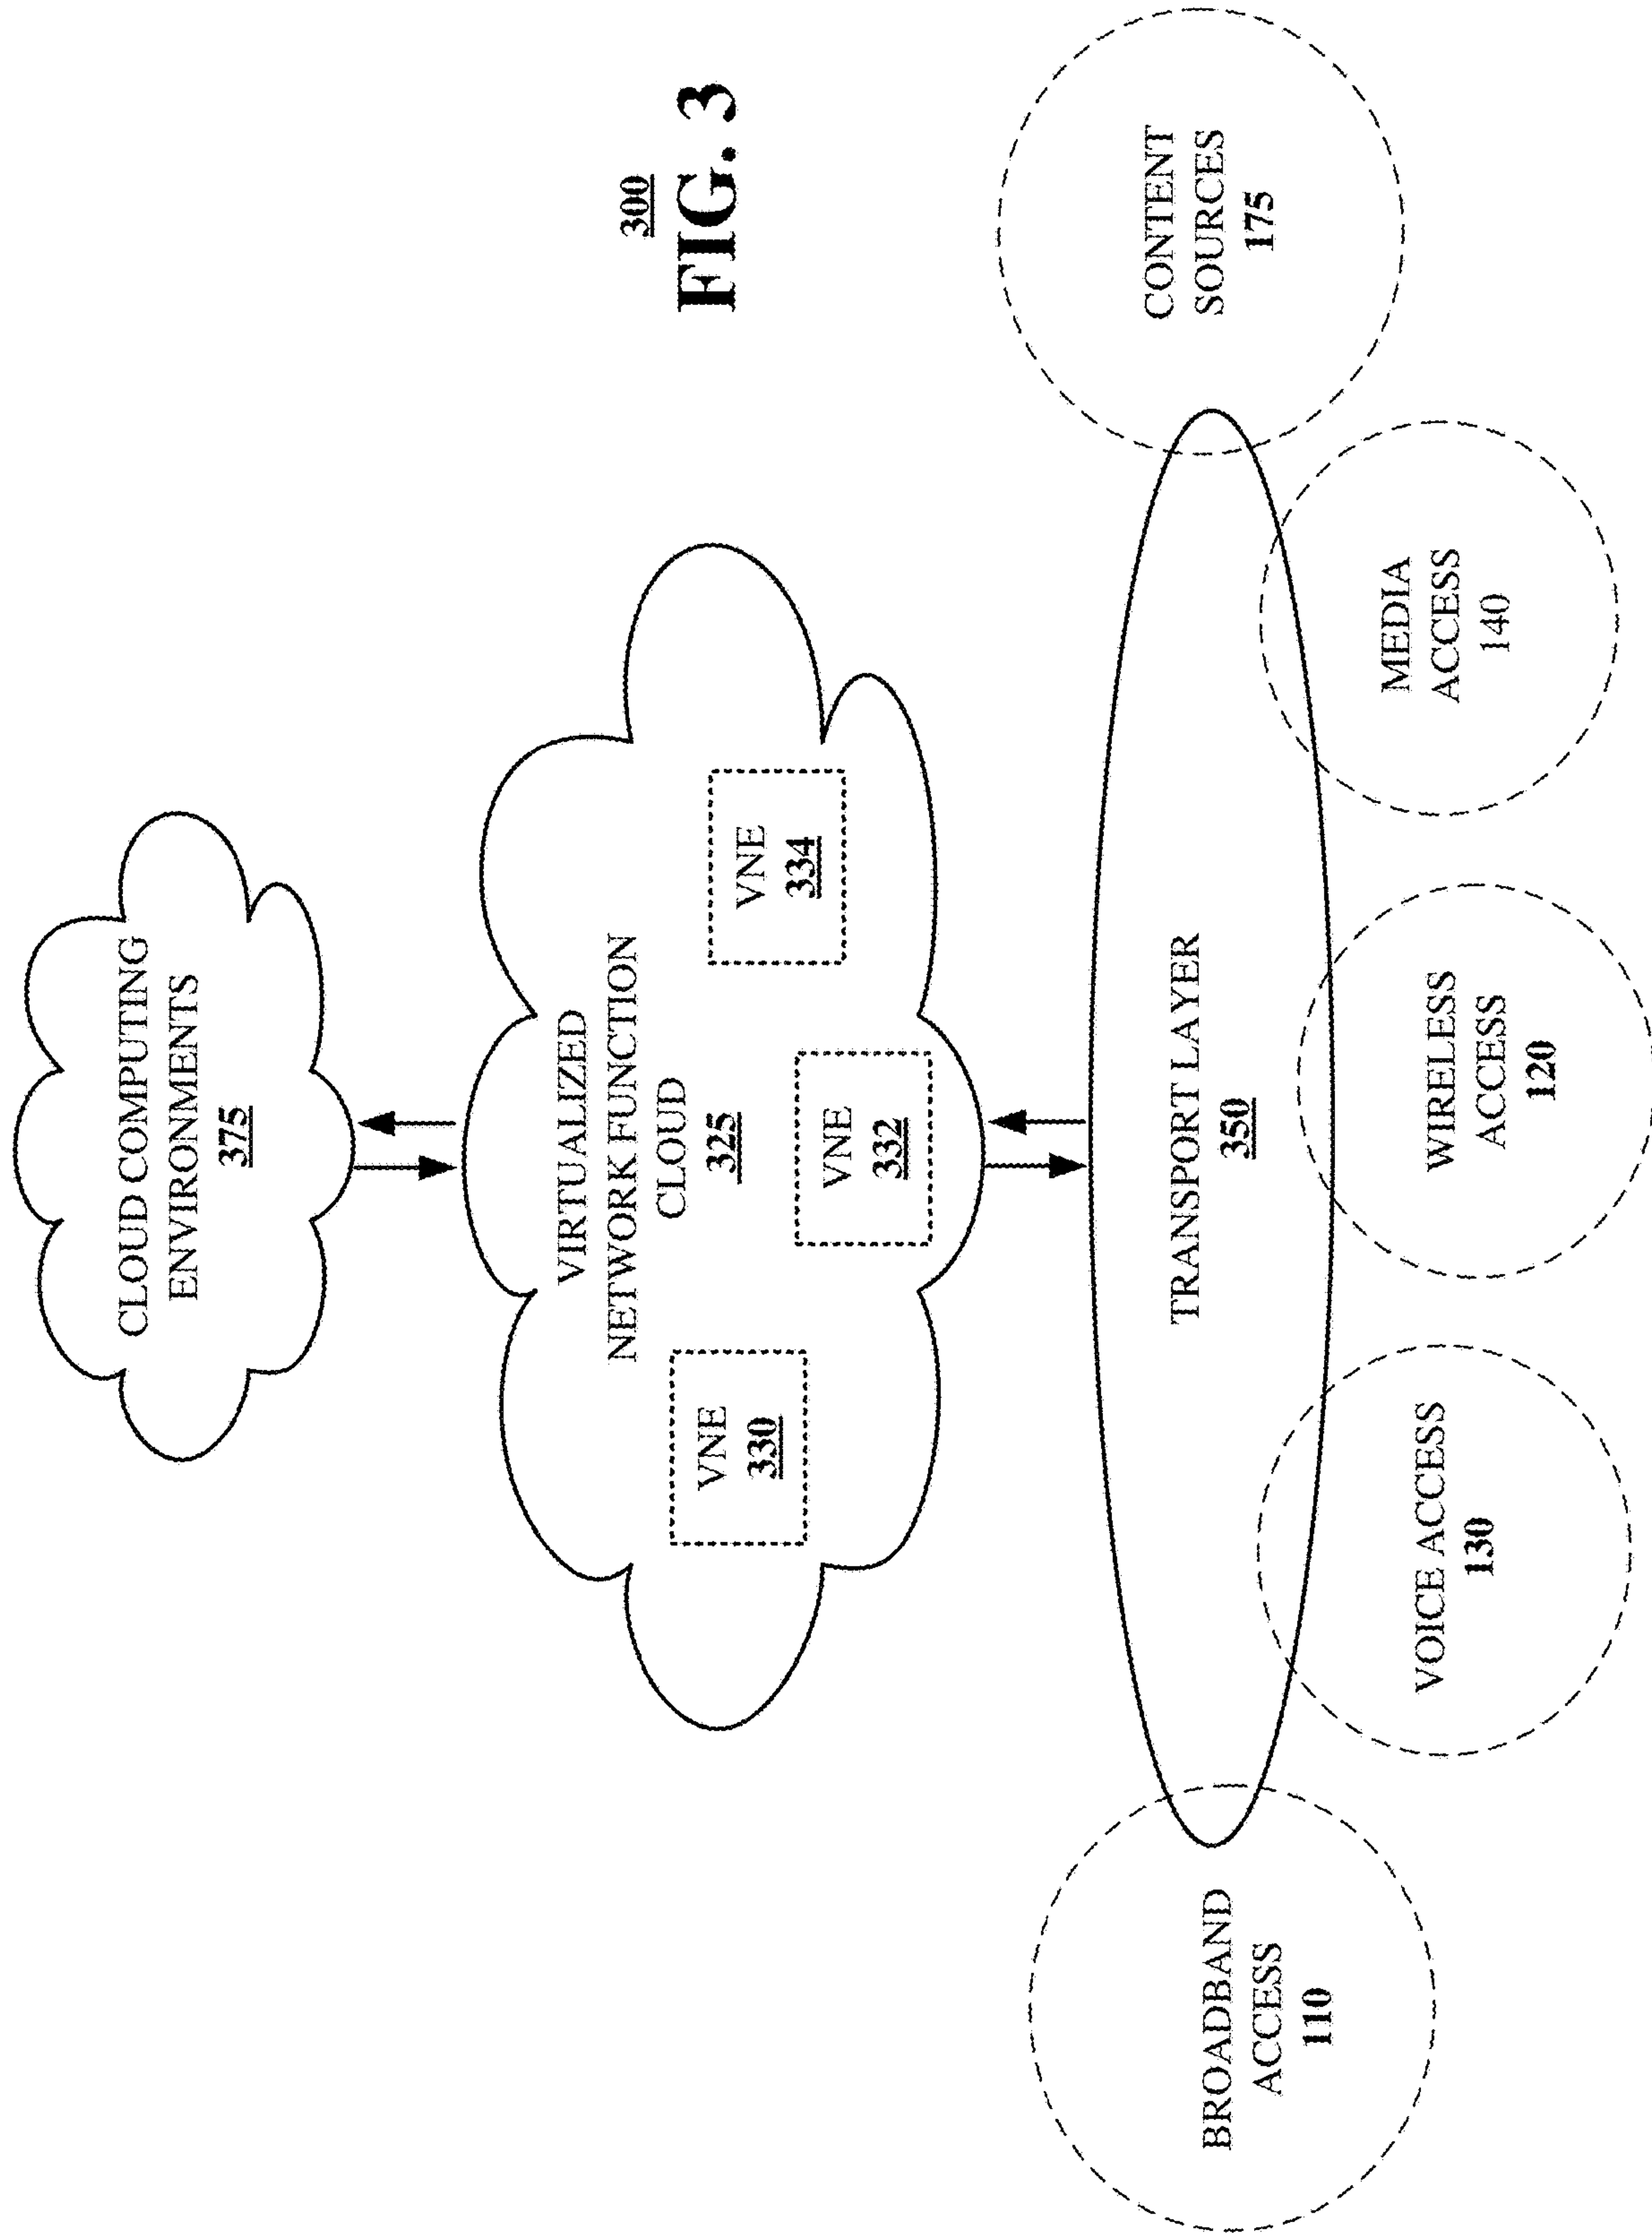 CLOUD COMPUTING
ENVIRONMENTS
375
VIRTUALIZED
NETWORK FUNCTION
CLOUD
325
VNE
330
VNE
332
VNE
334
300
FIG. 3
TRANSPORT LAYER
350
BROADBAND
ACCESS
110
VOICE ACCESS
130
WIRELESS
ACCESS
120
MEDIA
ACCESS
140
CONTENT
SOURCES
175